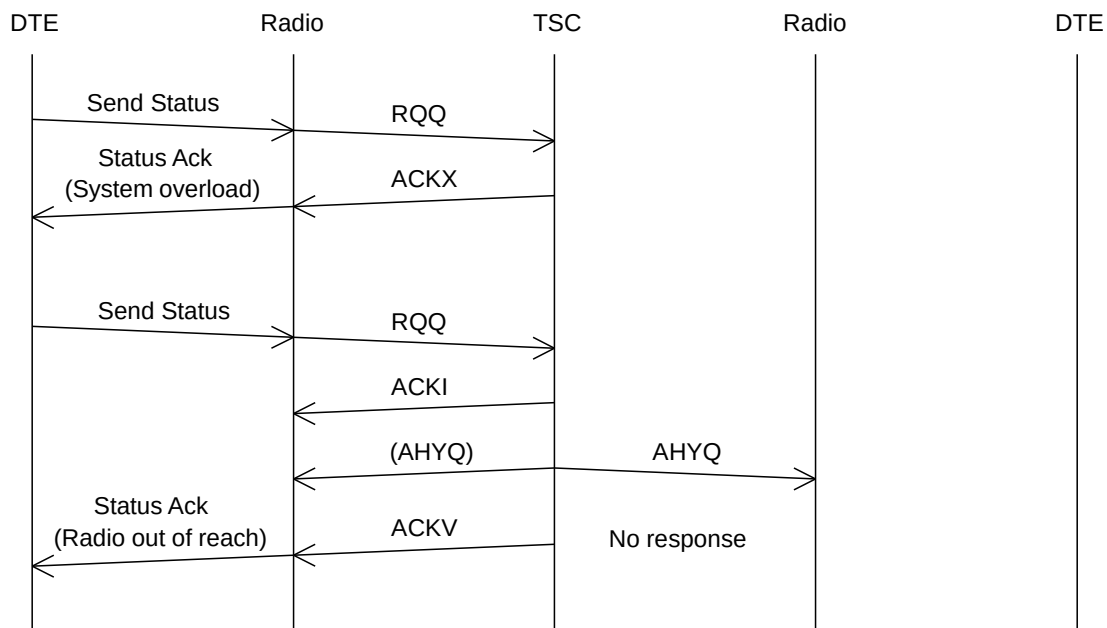 DTE
Radio
TSC
Radio
DTE
Send Status
RQQ
Status Ack
(System overload)
ACKX
Send Status
RQQ
ACKI
(AHYQ)
AHYQ
Status Ack
(Radio out of reach)
ACKV
No response